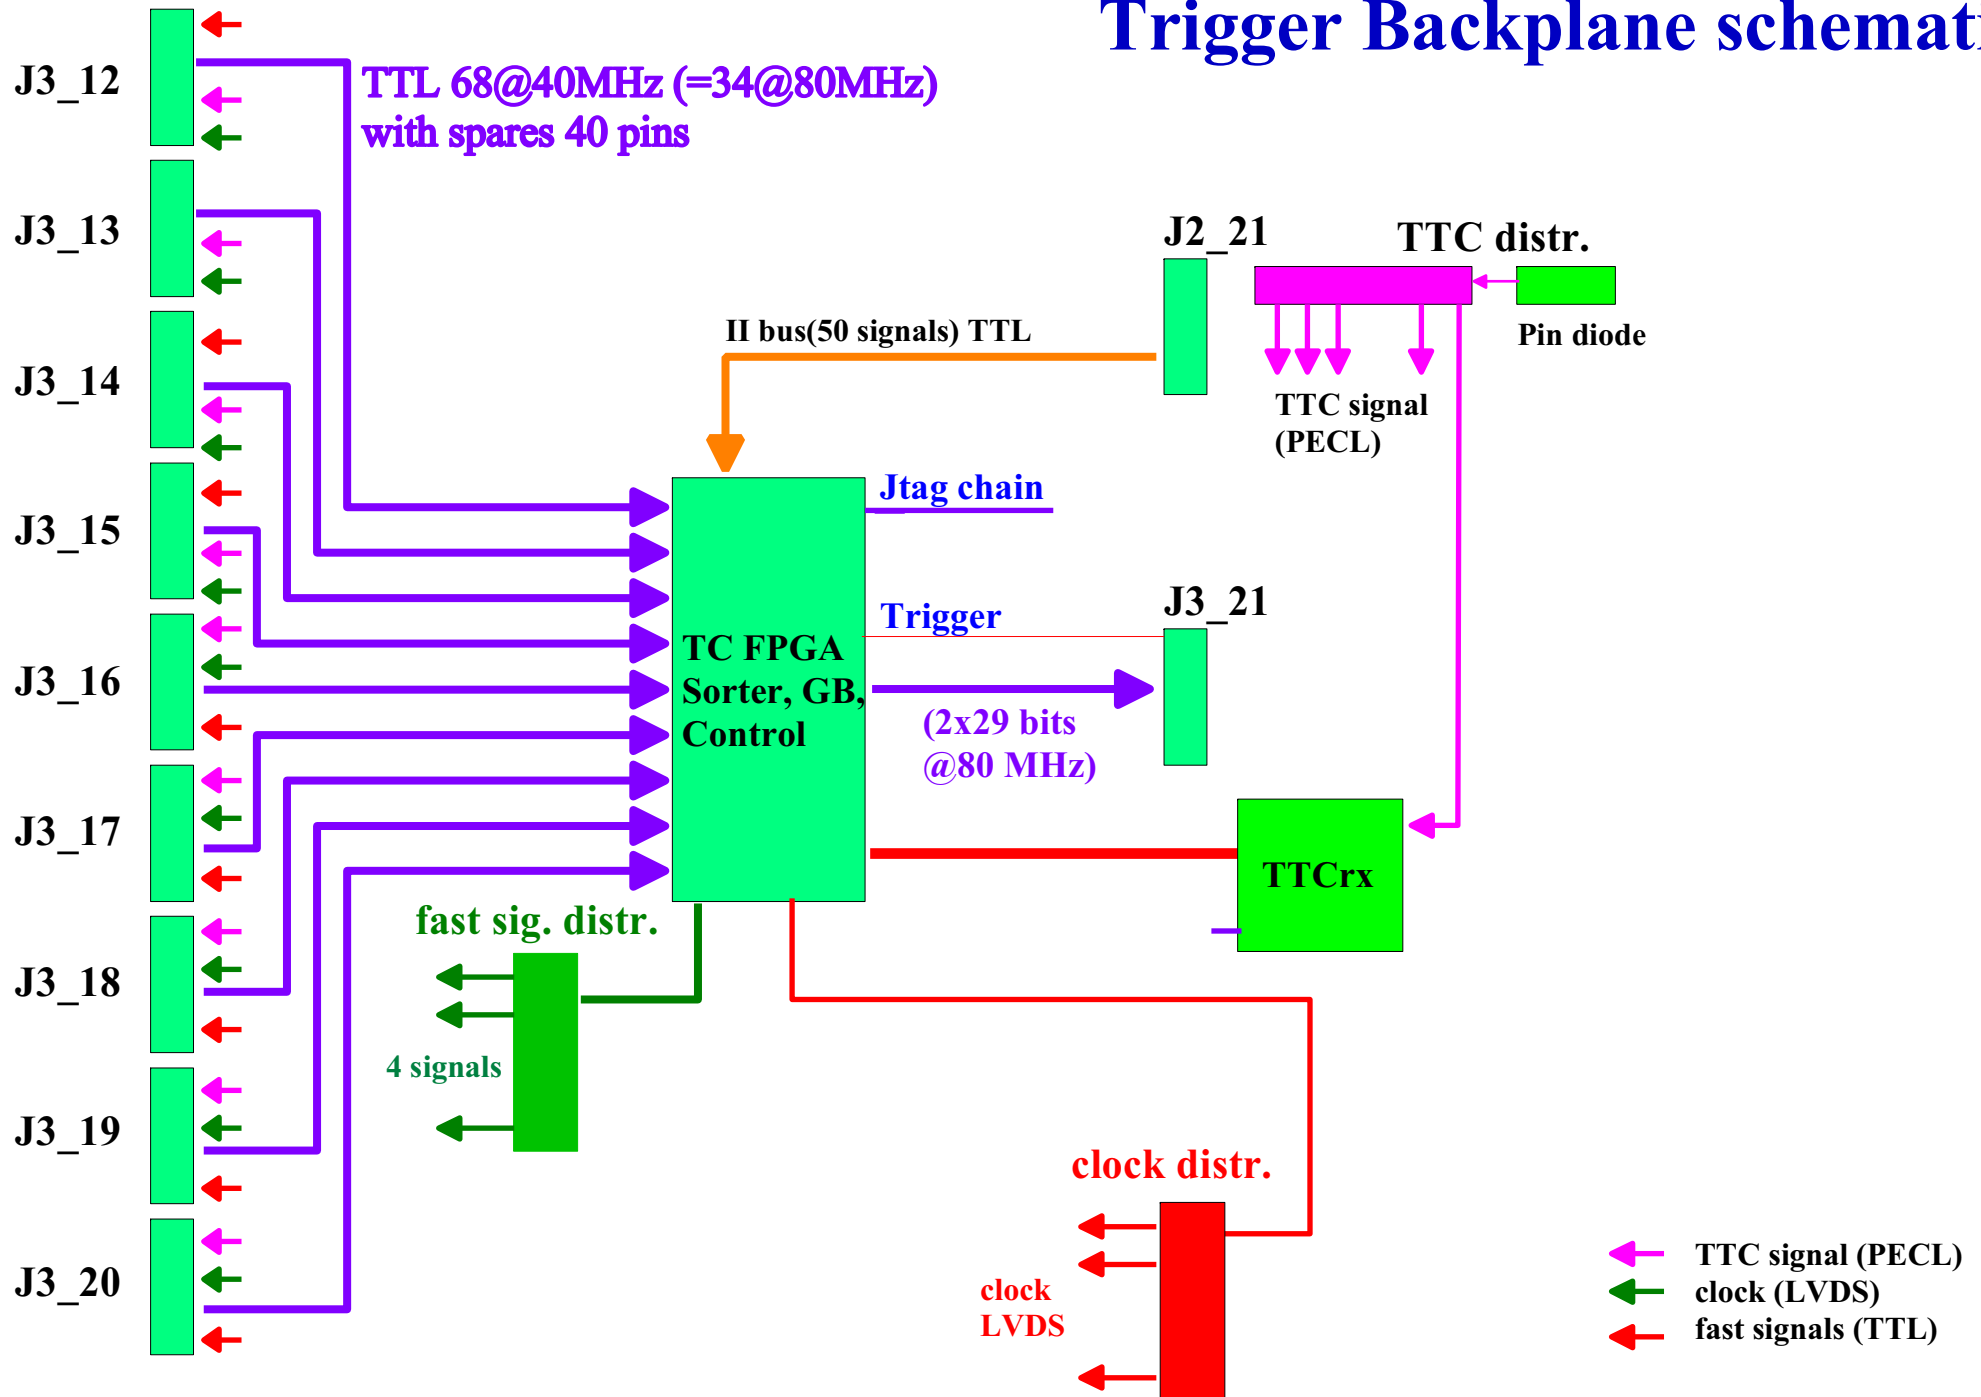 Trigger Backplane schemati
J3_12
TTL 68@40MHz (=34@80MHz)
with spares 40 pins
J3_13
J2_21
TTC distr.
II bus(50 signals) TTL
Pin diode
J3_14
TTC signal
(PECL)
Jtag chain
J3_15
J3_21
Trigger
TC FPGA
Sorter, GB,
Control
J3_16
(2x29 bits
@80 MHz)
J3_17
TTCrx
fast sig. distr.
J3_18
4 signals
J3_19
clock distr.
J3_20
clock
LVDS
TTC signal (PECL)
clock (LVDS)
fast signals (TTL)